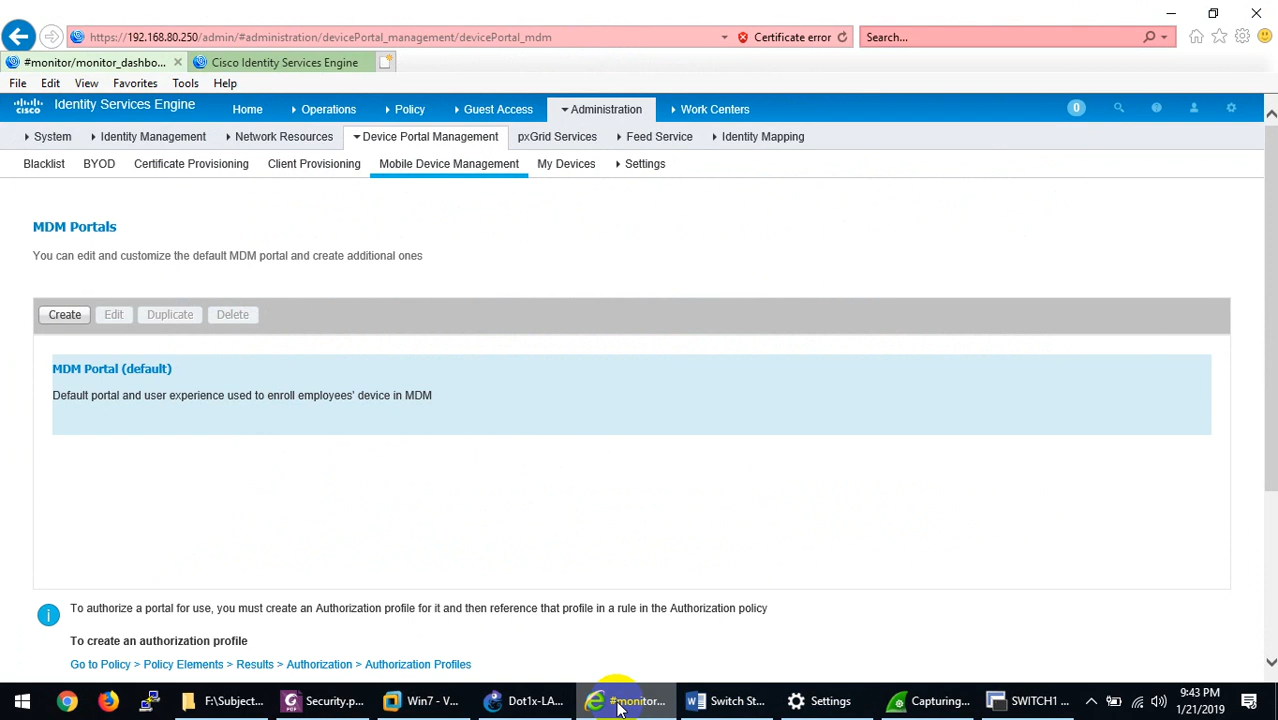 https://192.168.80.250/admin/#administration/devicePortal_management/devicePortal_mdm Certificate error Search...
#monitor/monitor_dashbo... Cisco Identity Services Engine
File Edit View Favorites Tools Help
cisco Identity Services Engine Home Operations Policy Guest Access Administration Work Centers 0
System Identity Management Network Resources Device Portal Management pxGrid Services Feed Service Identity Mapping
Blacklist BYOD Certificate Provisioning Client Provisioning Mobile Device Management My Devices Settings
MDM Portals
You can edit and customize the default MDM portal and create additional ones
Create Edit Duplicate Delete
MDM Portal (default)
Default portal and user experience used to enroll employees' device in MDM
To authorize a portal for use, you must create an Authorization profile for it and then reference that profile in a rule in the Authorization policy
To create an authorization profile
Go to Policy > Policy Elements > Results > Authorization > Authorization Profiles
F:\Subject... Security.p... Win7 - V... Dot1x-LA... #monitor... Switch St... Settings Capturing... SWITCH1 ... 9:43 PM
1/21/2019